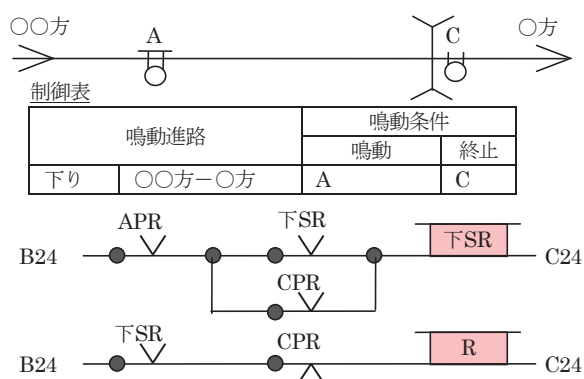 ○○方 A C ○方
制御表
鳴動進路 鳴動条件
鳴動 終止
下り ○○方－○方 A C
APR 下SR
B24 下SR C24
CPR
下SR CPR
B24 R C24